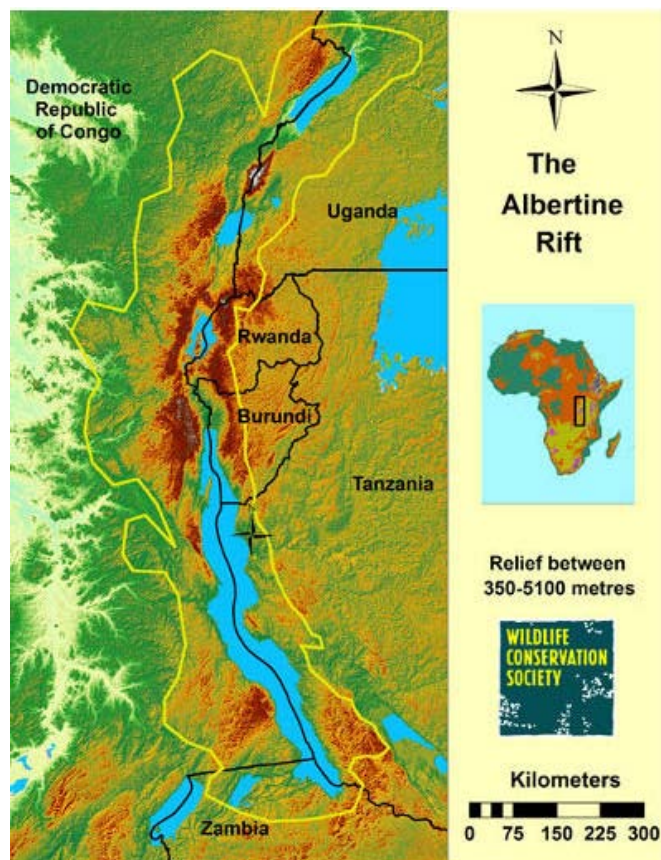 Democratic
Republic
of Congo
Uganda
Rwanda
Burundi
Tanzania
Zambia
N
The
Albertine
Rift
Relief between
350-5100 metres
WILDLIFE
CONSERVATION
SOCIETY
Kilometers
0 75 150 225 300